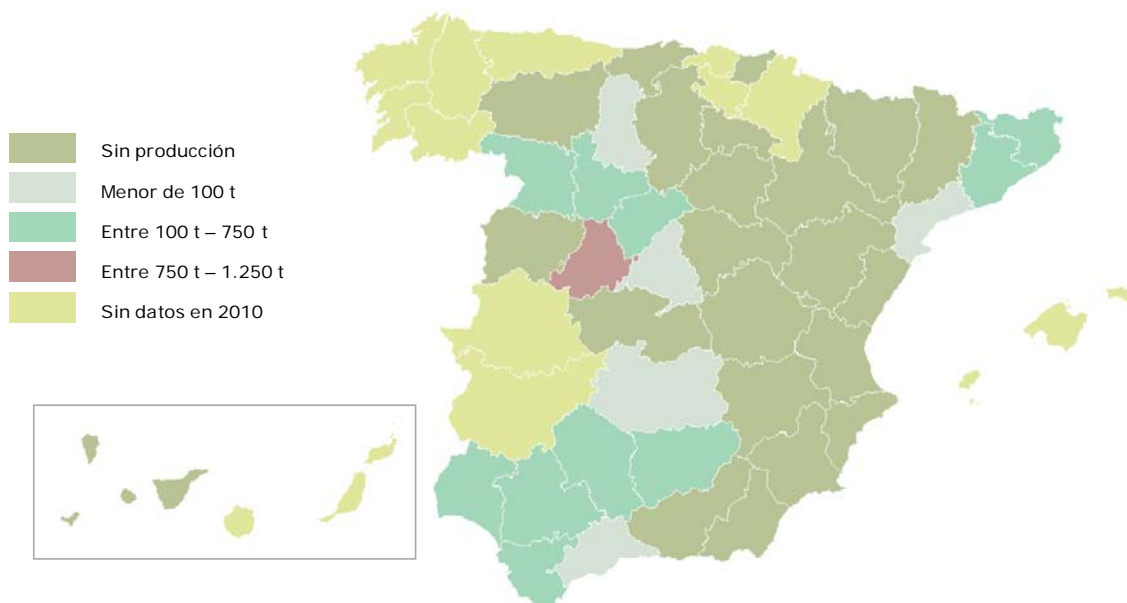 Sin producción
Menor de 100 t
Entre 100 t – 750 t
Entre 750 t – 1.250 t
Sin datos en 2010